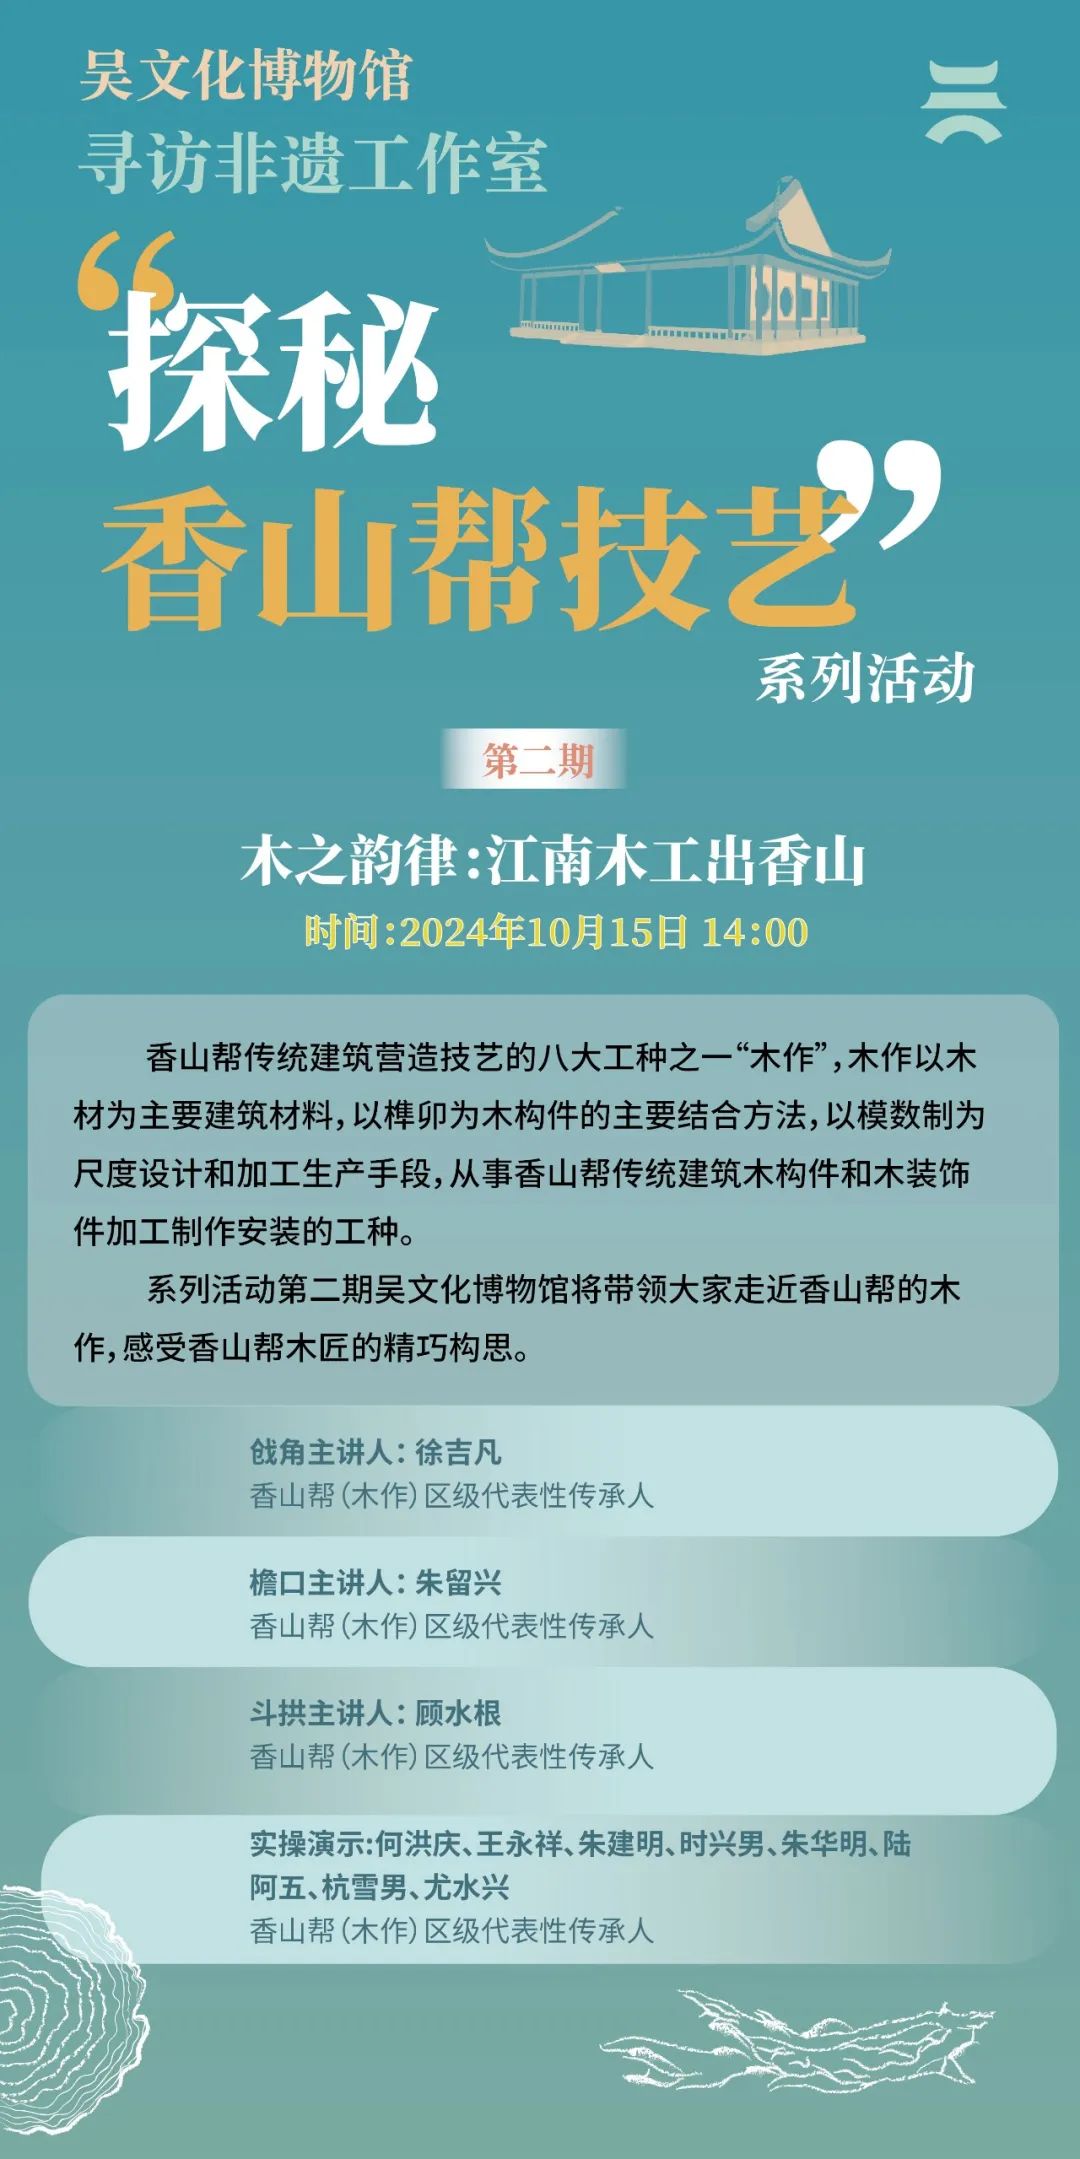 吴文化博物馆
寻访非遗工作室
“探秘
香山帮技艺”
系列活动
第二期
木之韵律:江南木工出香山
时间:2024年10月15日 14:00
香山帮传统建筑营造技艺的八大工种之一“木作”,木作以木
材为主要建筑材料,以榫卯为木构件的主要结合方法,以模数制为
尺度设计和加工生产手段,从事香山帮传统建筑木构件和木装饰
件加工制作安装的工种。
系列活动第二期吴文化博物馆将带领大家走近香山帮的木
作,感受香山帮木匠的精巧构思。
戗角主讲人: 徐吉凡
香山帮(木作)区级代表性传承人
檐口主讲人: 朱留兴
香山帮(木作)区级代表性传承人
斗拱主讲人: 顾水根
香山帮(木作)区级代表性传承人
实操演示:何洪庆、王永祥、朱建明、时兴男、朱华明、陆
阿五、杭雪男、尤水兴
香山帮(木作)区级代表性传承人